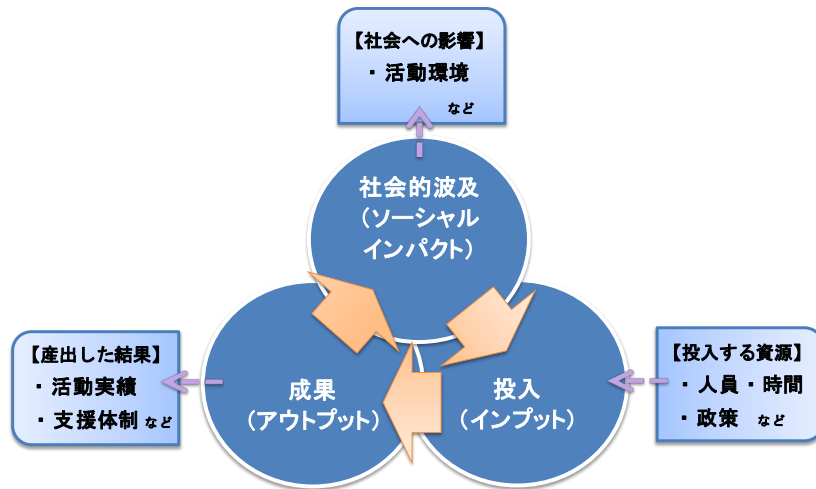 【社会への影響】
・活動環境
など
社会的波及
（ソーシャル
インパクト）
【産出した結果】
・活動実績
・支援体制 など
成果
（アウトプット）
投入
（インプット）
【投入する資源】
・人員・時間
・政策 など